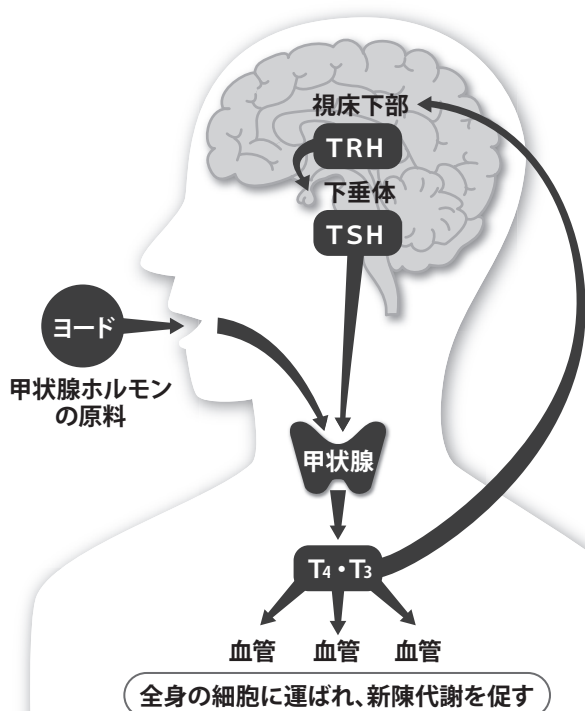 視床下部
TRH
下垂体
TSH
ヨード
甲状腺ホルモン
の原料
甲状腺
T4・T3
血管 血管 血管
全身の細胞に運ばれ、新陳代謝を促す